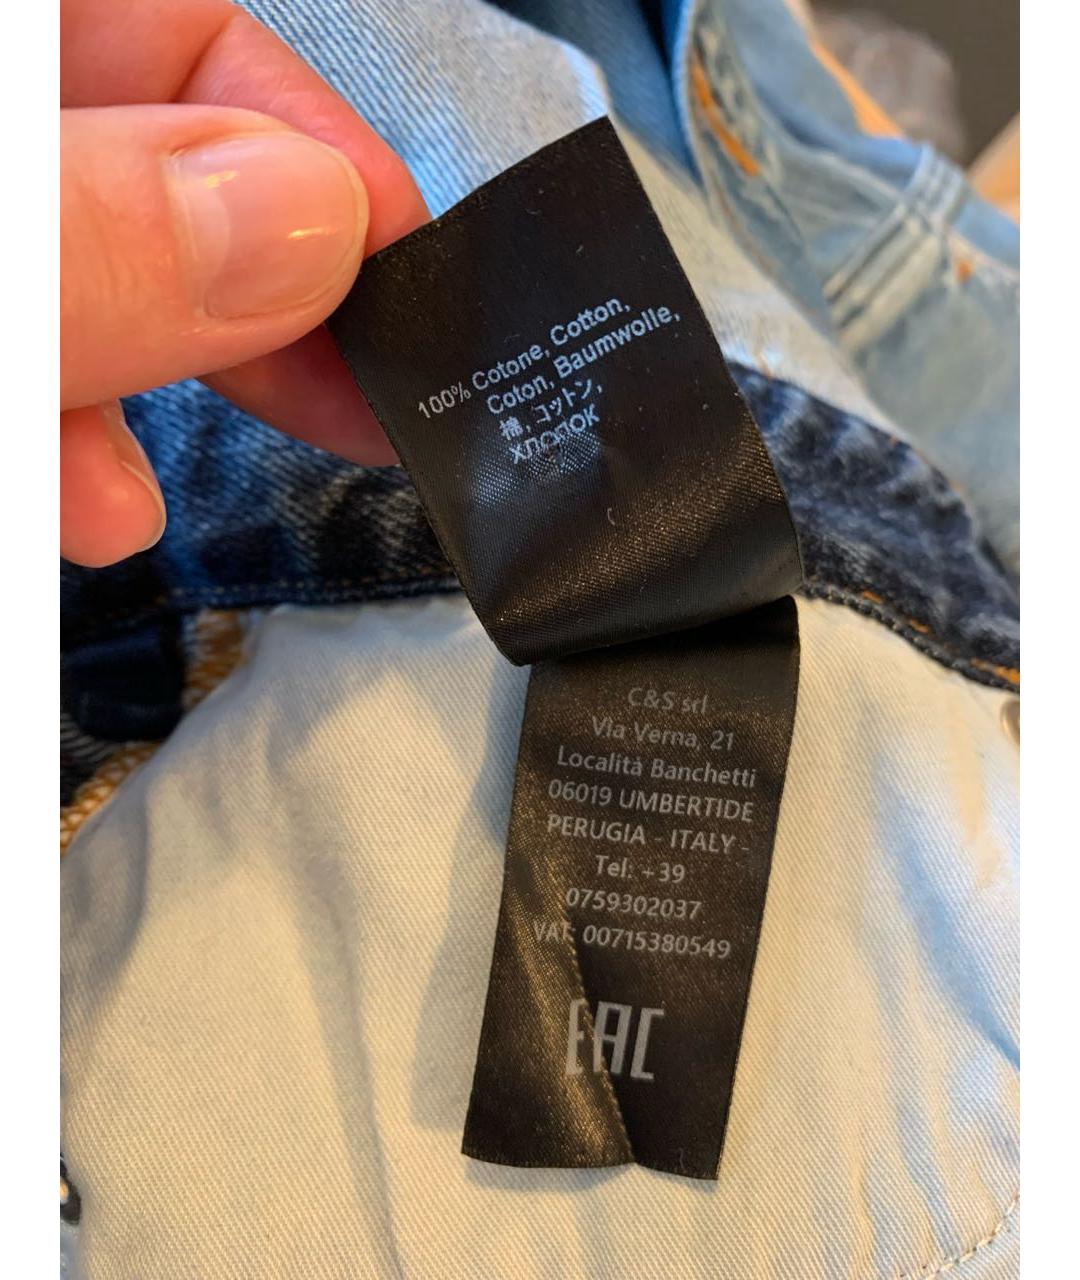 100% Cotone, Cotton,
Coton, Baumwolle,
棉, コットン,
ХЛОПОК
C&S srl
Via Verna, 21
Località Banchetti
06019 UMBERTIDE
PERUGIA - ITALY -
Tel: +39
0759302037
VAT: 00715380549
EAC